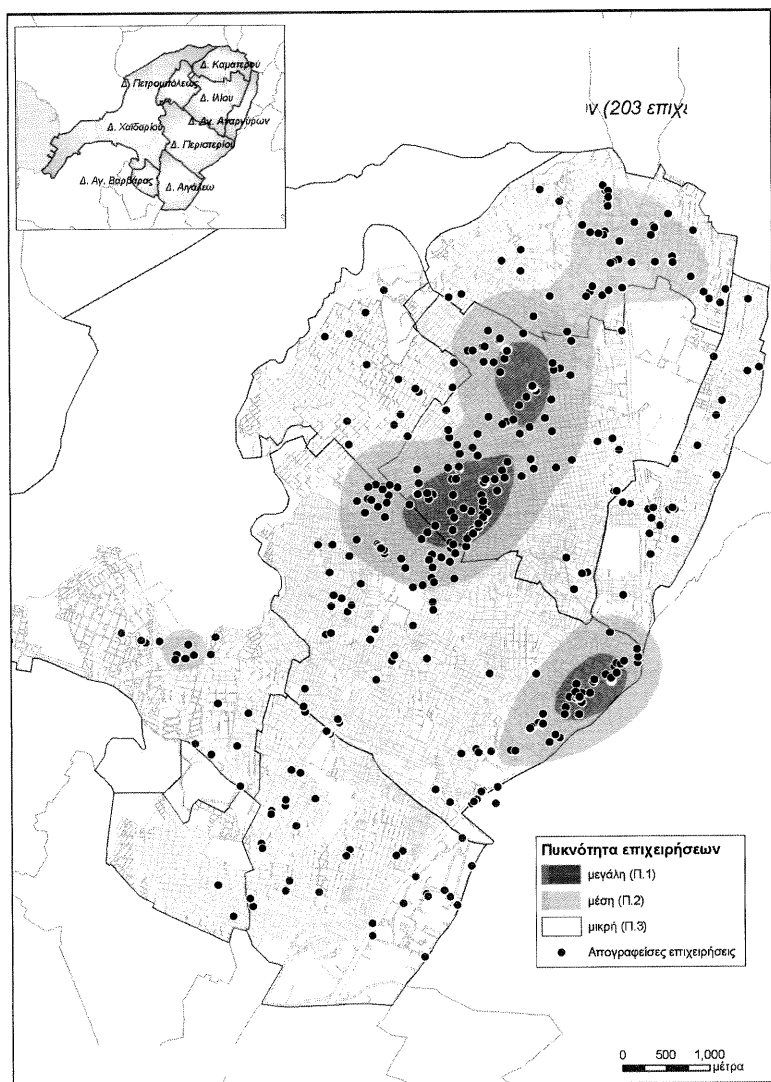 Δ. Καματερού
Δ. Πετρουπόλεως
Δ. Ιλίου
Δ. Αγ. Αναργύρων
Δ. Χαϊδαρίου
Δ. Περιστερίου
Δ. Αγ. Βαρβάρας
Δ. Αιγάλεω
ν (203 επιχε
Πυκνότητα επιχειρήσεων
μεγάλη (Π.1)
μέση (Π.2)
μικρή (Π.3)
Απογραφείσες επιχειρήσεις
0 500 1,000
μέτρα